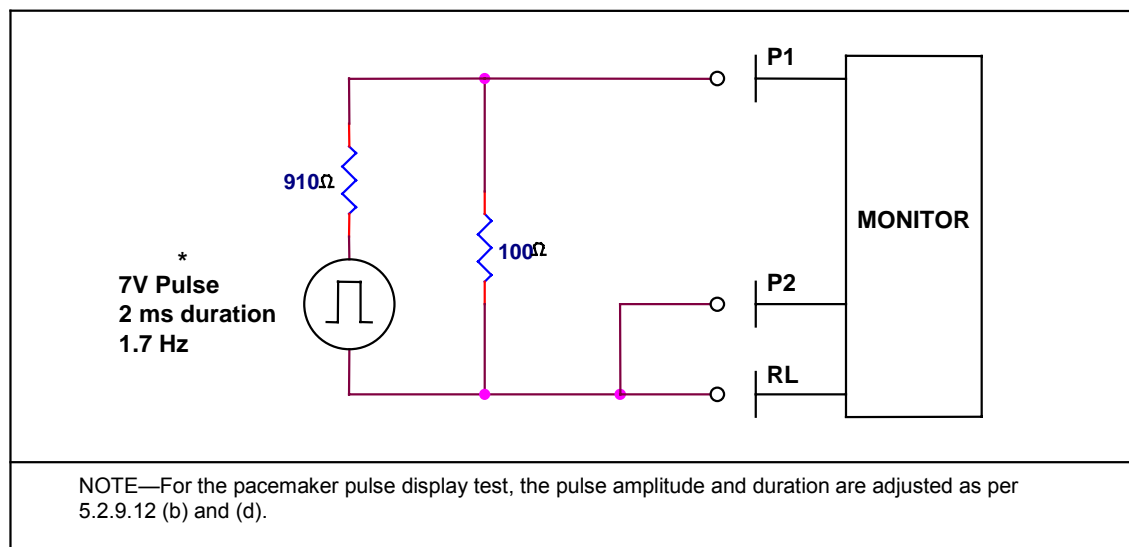 P1
910Ω
MONITOR
100Ω
*
7V Pulse
2 ms duration
1.7 Hz
P2
RL
NOTE—For the pacemaker pulse display test, the pulse amplitude and duration are adjusted as per
5.2.9.12 (b) and (d).